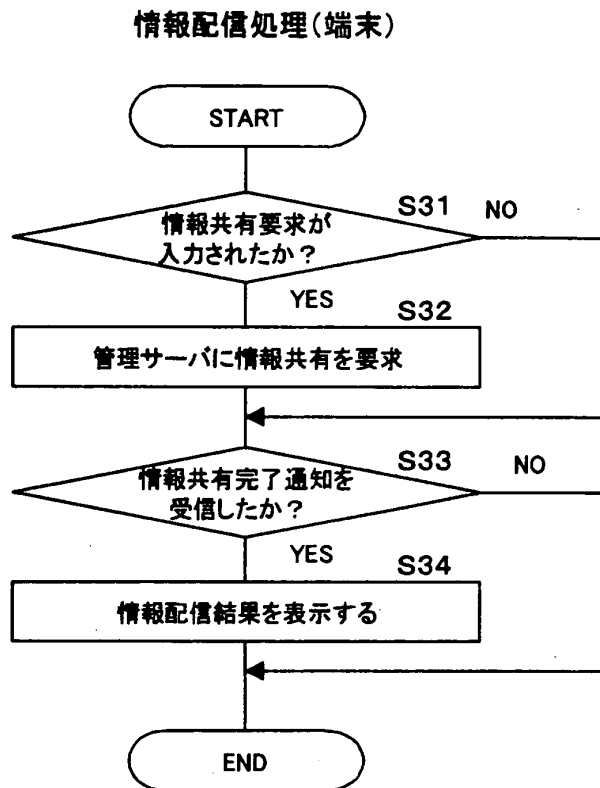 情報配信処理(端末)
START
S31
NO
情報共有要求が
入力されたか?
YES
S32
管理サーバに情報共有を要求
S33
NO
情報共有完了通知を
受信したか?
YES
S34
情報配信結果を表示する
END